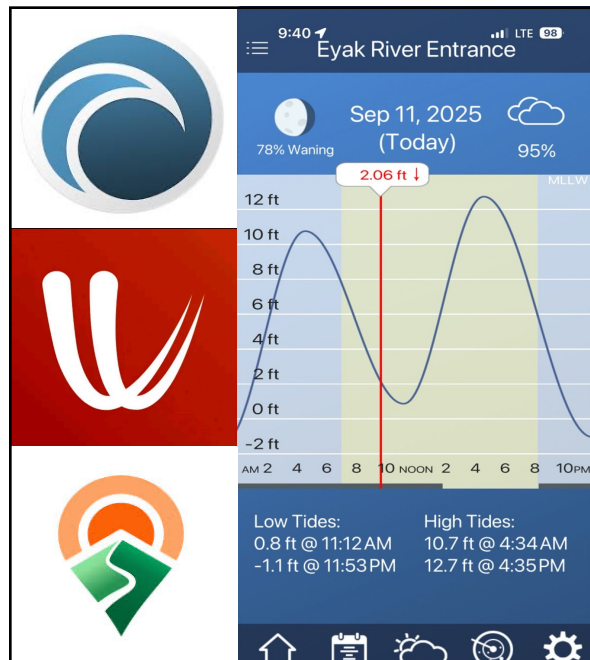 9:40 LTE 98
Eyak River Entrance
Sep 11, 2025
(Today)
78% Waning
95%
2.06 ft ↓
MLLW
12 ft
10 ft
8 ft
6 ft
4 ft
2 ft
0 ft
-2 ft
AM 2 4 6 8 10 NOON 2 4 6 8 10PM
Low Tides:
0.8 ft @ 11:12 AM
-1.1 ft @ 11:53 PM
High Tides:
10.7 ft @ 4:34 AM
12.7 ft @ 4:35 PM